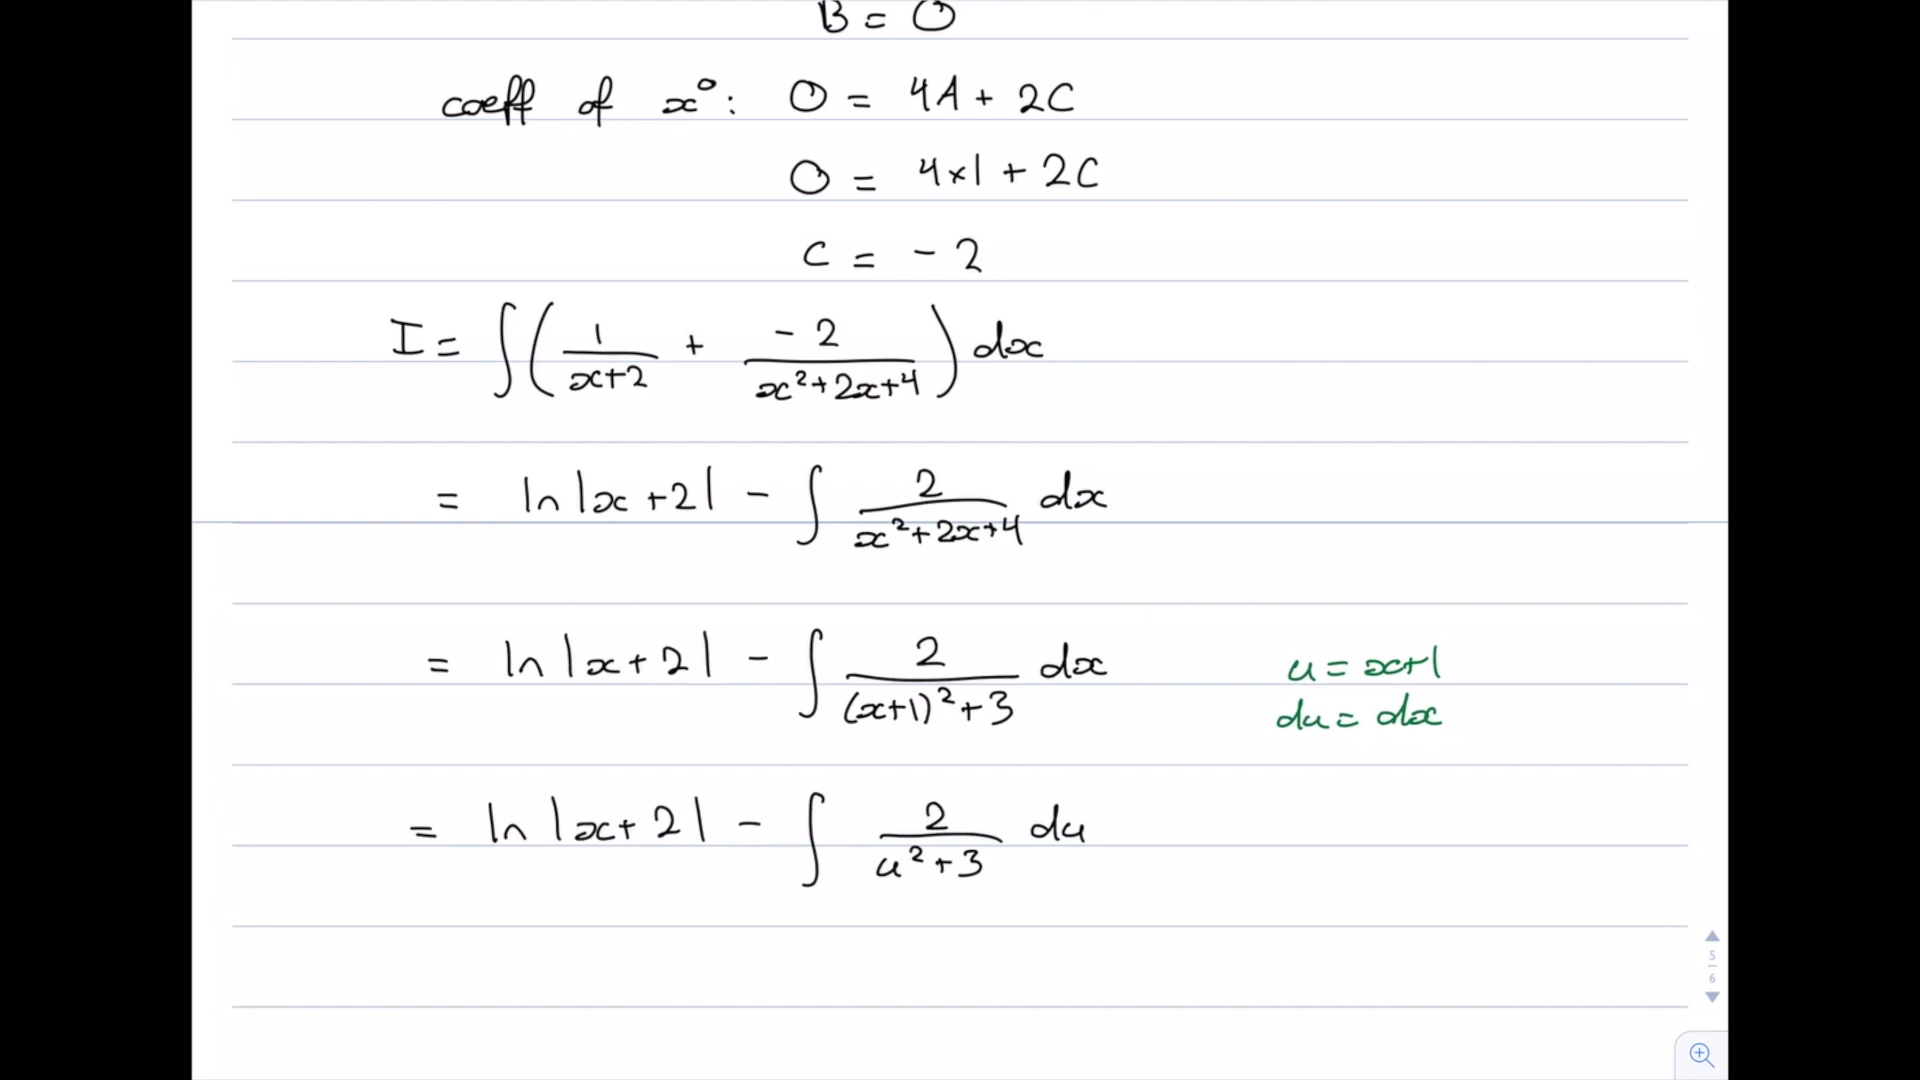 B = 0
coeff of x⁰: 0 = 4A + 2C
0 = 4×1 + 2C
C = - 2
I = ∫ ( 1/(x+2) + -2/(x²+2x+4) ) dx
= ln|x+2| - ∫ 2/(x²+2x+4) dx
= ln|x+2| - ∫ 2/((x+1)²+3) dx u = x+1
du = dx
= ln|x+2| - ∫ 2/(u²+3) du
5
6